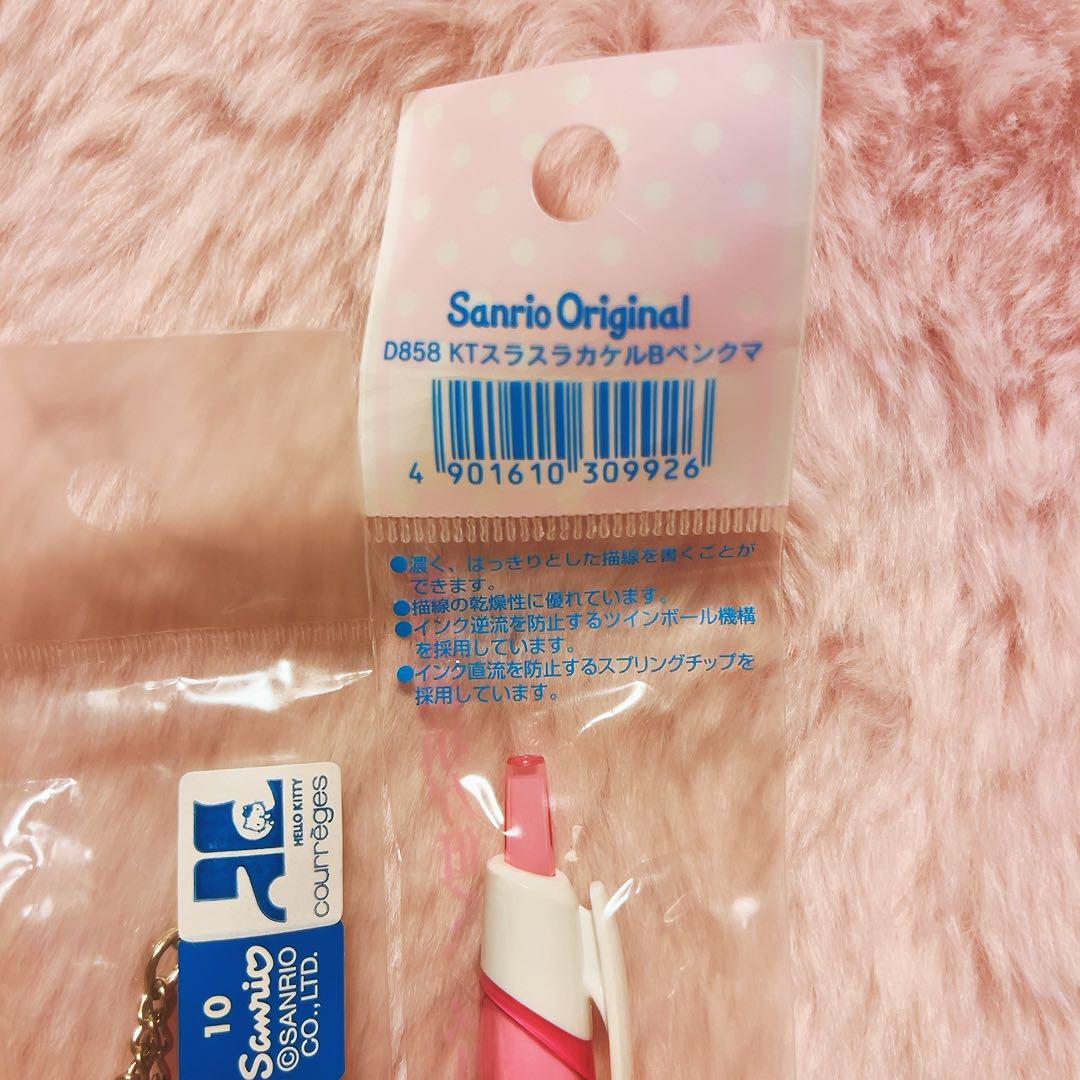 Sanrio Original
D858 KTスラスラカケルBペンクマ
4 901610 309926
●濃く、はっきりとした描線を書くことが
できます。
●描線の乾燥性に優れています。
●インク逆流を防止するツインボール機構
を採用しています。
●インク直流を防止するスプリングチップを
採用しています。
HELLO KITTY
courrèges
10
Sanrio
©SANRIO
CO.,LTD.